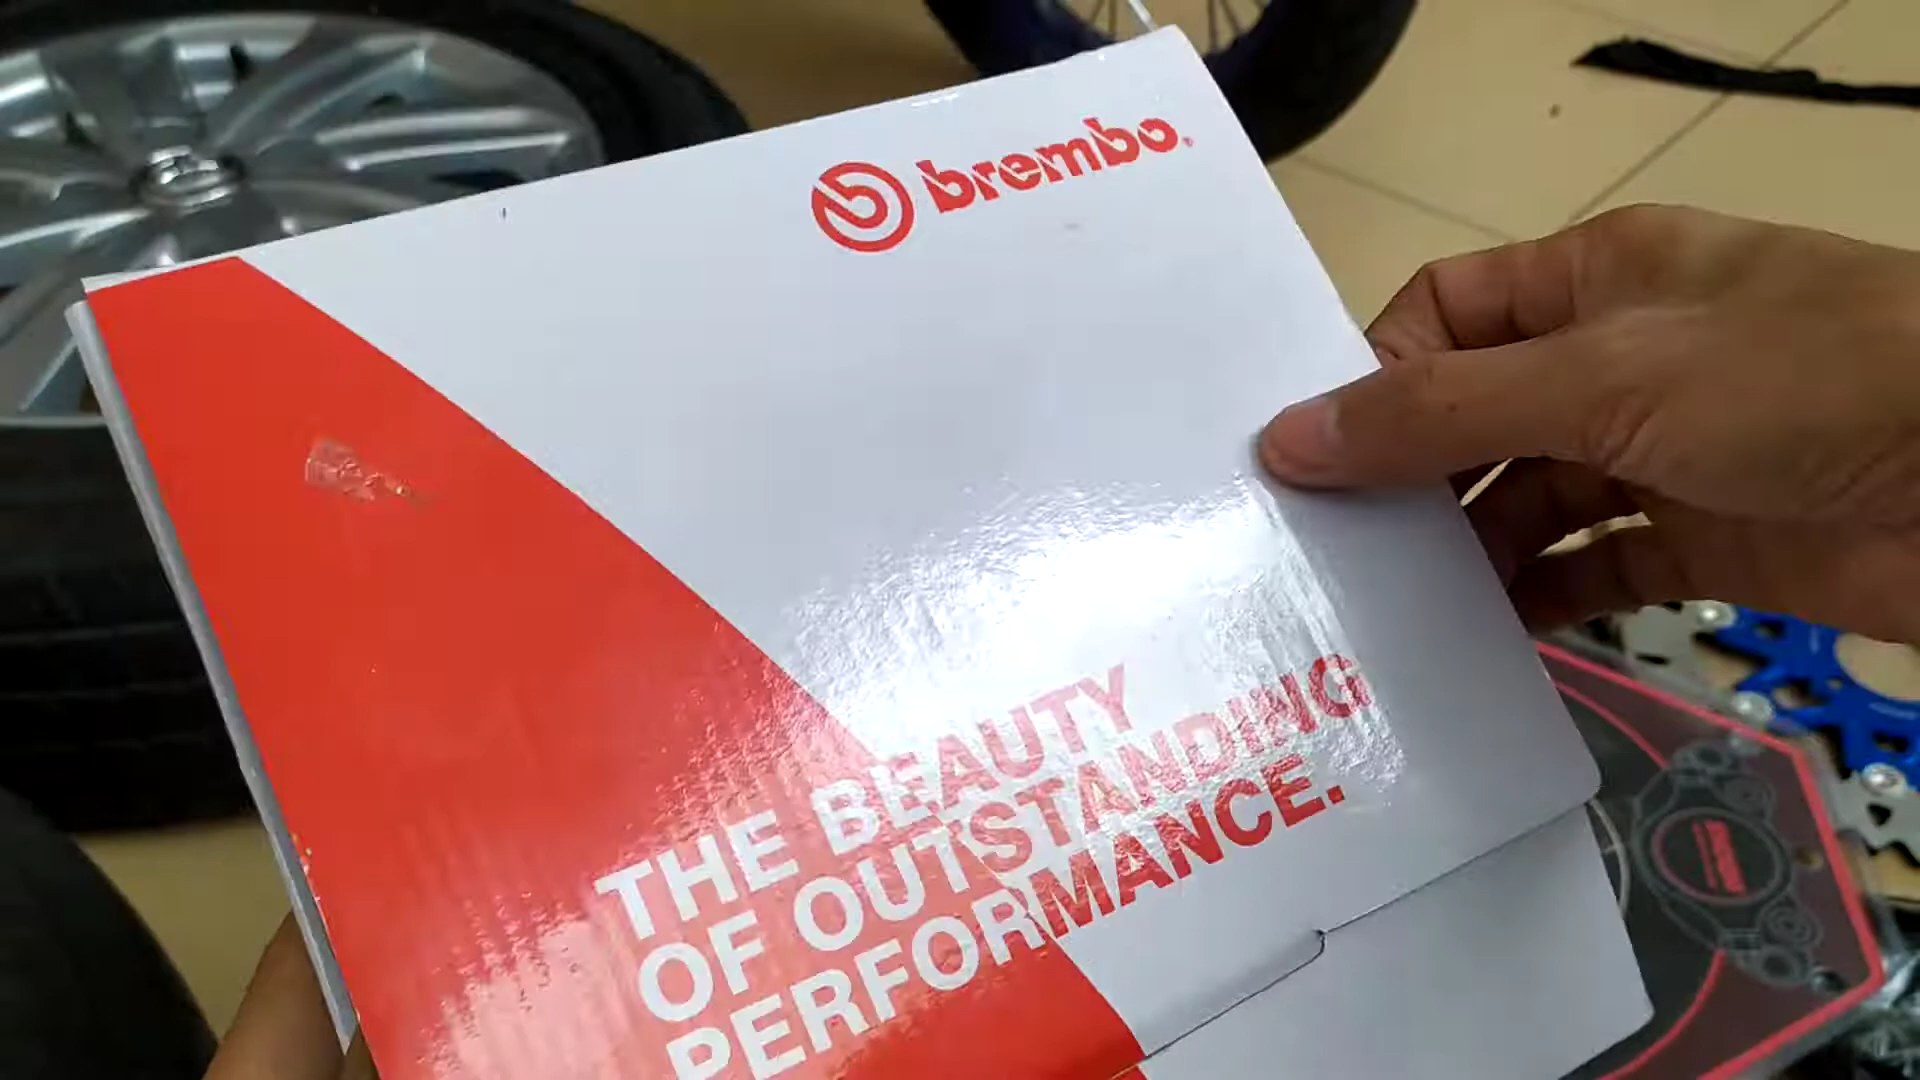 brembo®
THE BEAUTY
OF OUTSTANDING
PERFORMANCE.